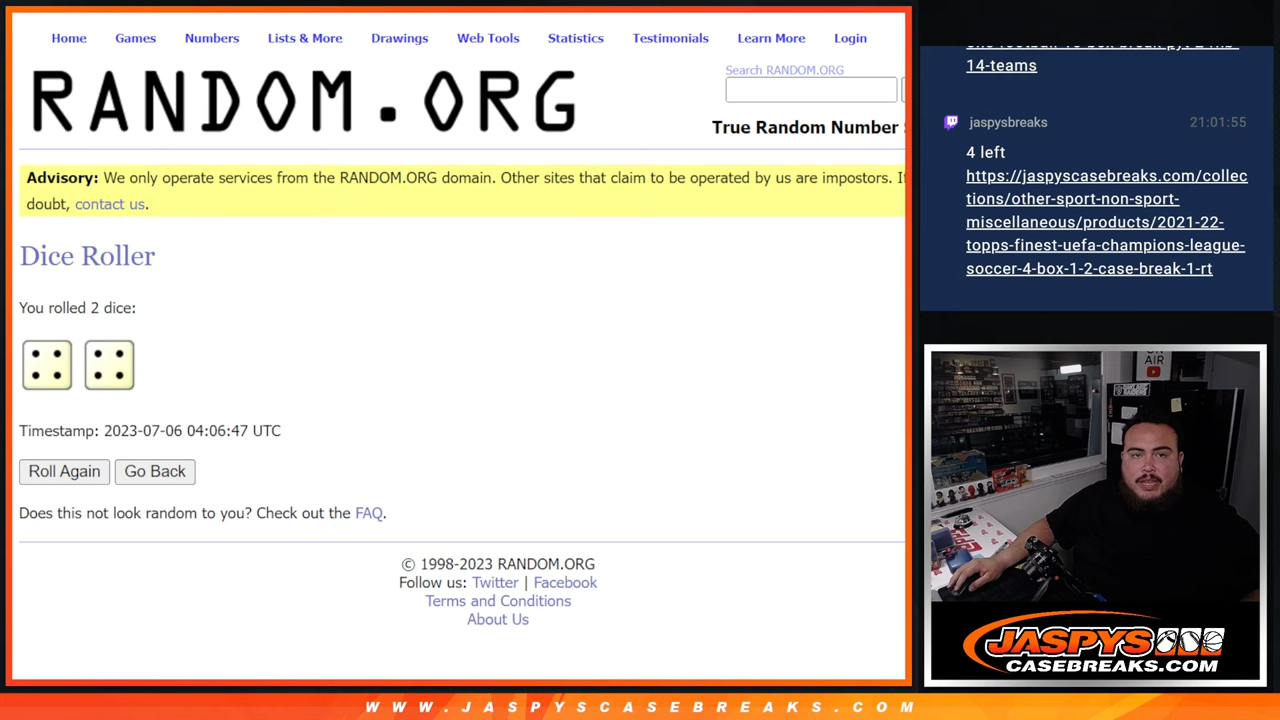 Home Games Numbers Lists & More Drawings Web Tools Statistics Testimonials Learn More Login
RANDOM.ORG
Search RANDOM.ORG
True Random Number
Advisory: We only operate services from the RANDOM.ORG domain. Other sites that claim to be operated by us are impostors. If
doubt, contact us.
Dice Roller
You rolled 2 dice:
Timestamp: 2023-07-06 04:06:47 UTC
Roll Again Go Back
Does this not look random to you? Check out the FAQ.
© 1998-2023 RANDOM.ORG
Follow us: Twitter | Facebook
Terms and Conditions
About Us
14-teams
jaspysbreaks 21:01:55
4 left
https://jaspyscasebreaks.com/collec
tions/other-sport-non-sport-
miscellaneous/products/2021-22-
topps-finest-uefa-champions-league-
soccer-4-box-1-2-case-break-1-rt
ON
AIR
JASPYS
CASEBREAKS.COM
WWW.JASPYSCASEBREAKS.COM